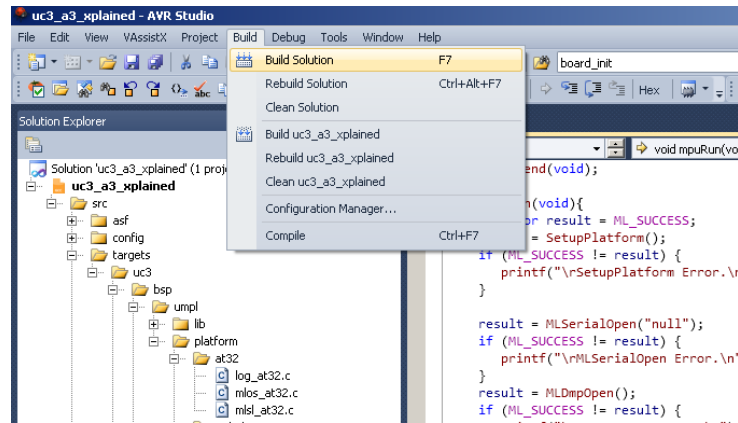 uc3_a3_xplained - AVR Studio
File Edit View VAssistX Project Build Debug Tools Window Help
Build Solution F7
board_init
Rebuild Solution Ctrl+Alt+F7
Hex
Clean Solution
Solution Explorer
Build uc3_a3_xplained
void mpuRun(vo
Rebuild uc3_a3_xplained
Solution 'uc3_a3_xplained' (1 proj
end(void);
uc3_a3_xplained
Clean uc3_a3_xplained
src
(void){
asf
Configuration Manager...
result = ML_SUCCESS;
config
= SetupPlatform();
targets
Compile Ctrl+F7
if (ML_SUCCESS != result) {
uc3
printf("\rSetupPlatform Error.\
bsp
}
umpl
lib
result = MLSerialOpen("null");
platform
if (ML_SUCCESS != result) {
at32
printf("\rMLSerialOpen Error.\n"
log_at32.c
}
mlos_at32.c
result = MLDmpOpen();
mlsl_at32.c
if (ML_SUCCESS != result) {